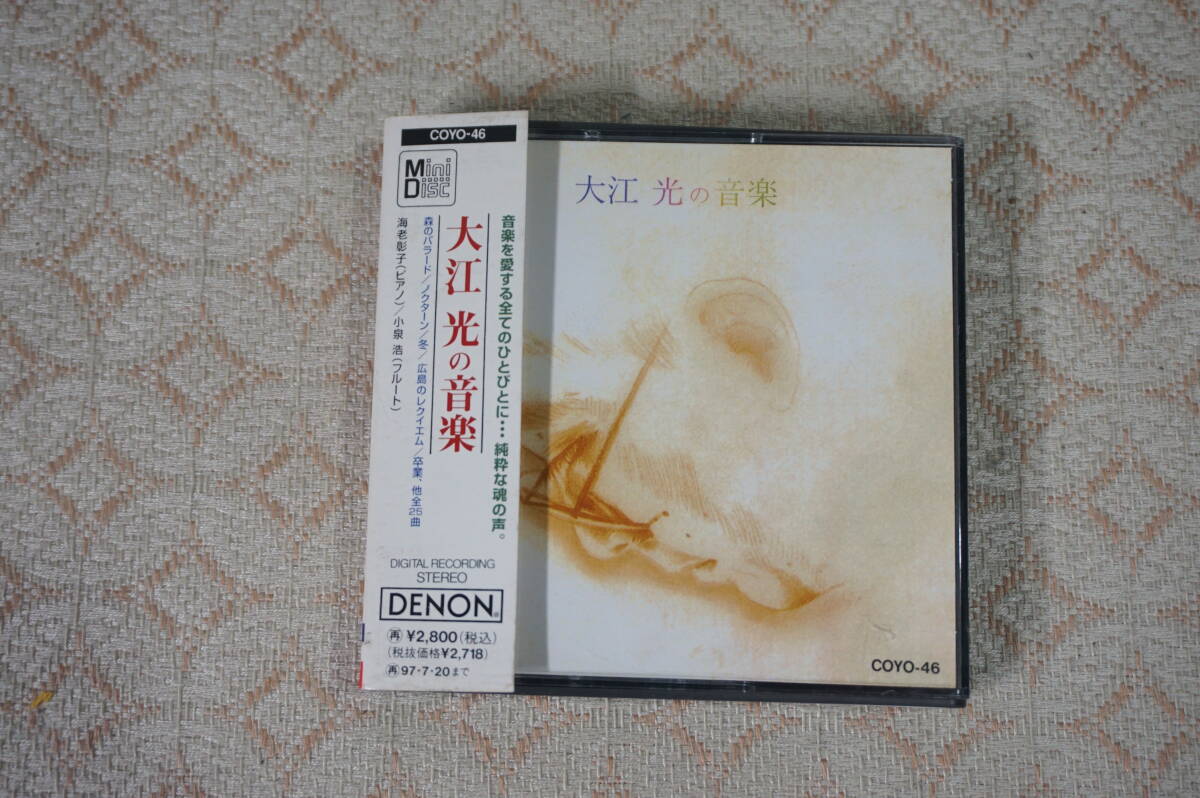 COYO-46
Mini
Disc
音楽を愛する全てのひとびとに… 純粋な魂の声。
大江 光の音楽
森のバラード/ノクターン/冬/広島のレクイエム/卒業、他全25曲
海老彰子(ピアノ)/小泉 浩(フルート)
DIGITAL RECORDING
STEREO
DENON
再 ¥2,800(税込)
(税抜価格¥2,718)
再 97・7・20まで
大江 光の音楽
COYO-46